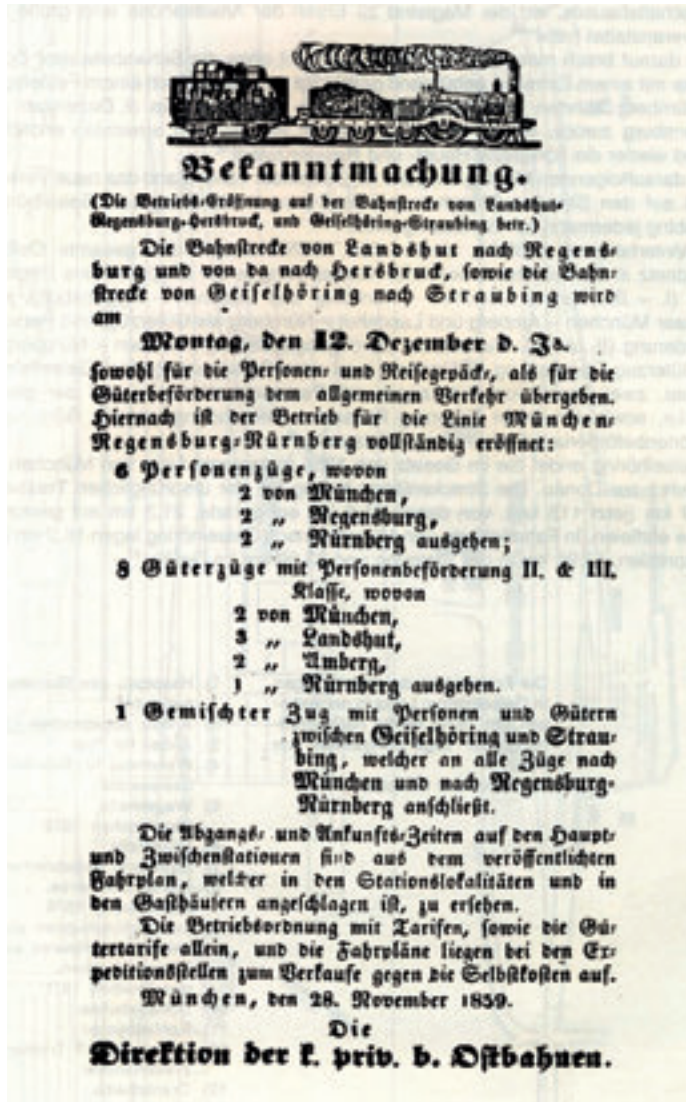 Bekanntmachung.
(Die Betriebs-Eröffnung auf der Bahnstrecke von Landshut-
Regensburg-Hersbruck, und Geiselhöring-Straubing betr.)
Die Bahnstrecke von Landshut nach Regens-
burg und von da nach Hersbruck, sowie die Bahn-
strecke von Geiselhöring nach Straubing wird
am
Montag, den 12. Dezember d. Js.
sowohl für die Personen- und Reisegepäck-, als für die
Güterbeförderung dem allgemeinen Verkehr übergeben.
Hiernach ist der Betrieb für die Linie München-
Regensburg-Nürnberg vollständig eröffnet:
6 Personenzüge, wovon
2 von München,
2 „ Regensburg,
2 „ Nürnberg ausgehen;
8 Güterzüge mit Personenbeförderung II. & III.
Klasse, wovon
2 von München,
3 „ Landshut,
2 „ Amberg,
1 „ Nürnberg ausgehen.
1 Gemischter Zug mit Personen und Gütern
zwischen Geiselhöring und Strau-
bing, welcher an alle Züge nach
München und nach Regensburg-
Nürnberg anschließt.
Die Abgangs- und Ankunfts-Zeiten auf den Haupt-
und Zwischenstationen sind aus dem veröffentlichten
Fahrplan, welcher in den Stationslokalitäten und in
den Gasthäusern angeschlagen ist, zu ersehen.
Die Betriebsordnung mit Tarifen, sowie die Gü-
tertarife allein, und die Fahrpläne liegen bei den Ex-
peditionsstellen zum Verkaufe gegen die Selbstkosten auf.
München, den 28. November 1859.
Die
Direktion der k. priv. b. Ostbahnen.